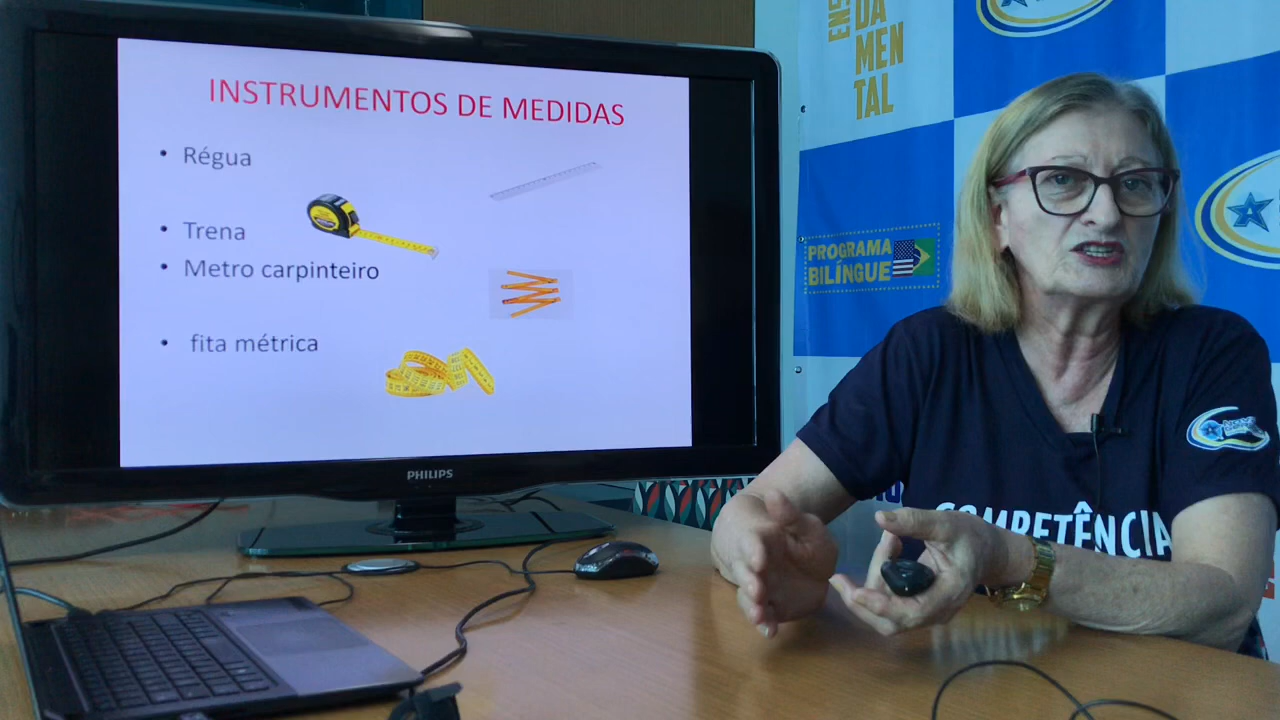 INSTRUMENTOS DE MEDIDAS
• Régua
• Trena
• Metro carpinteiro
• fita métrica
PHILIPS
DA
MEN
TAL
PROGRAMA
BILÍNGUE
COMPETÊNCIA